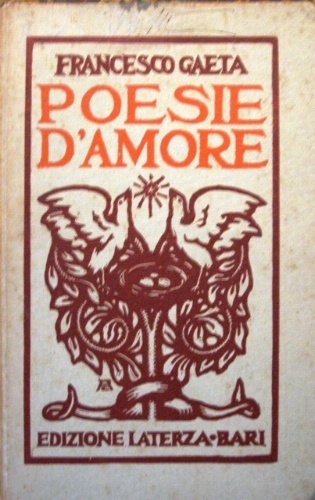 FRANCESCO GAETA
POESIE
D'AMORE
EDIZIONE LATERZA·BARI